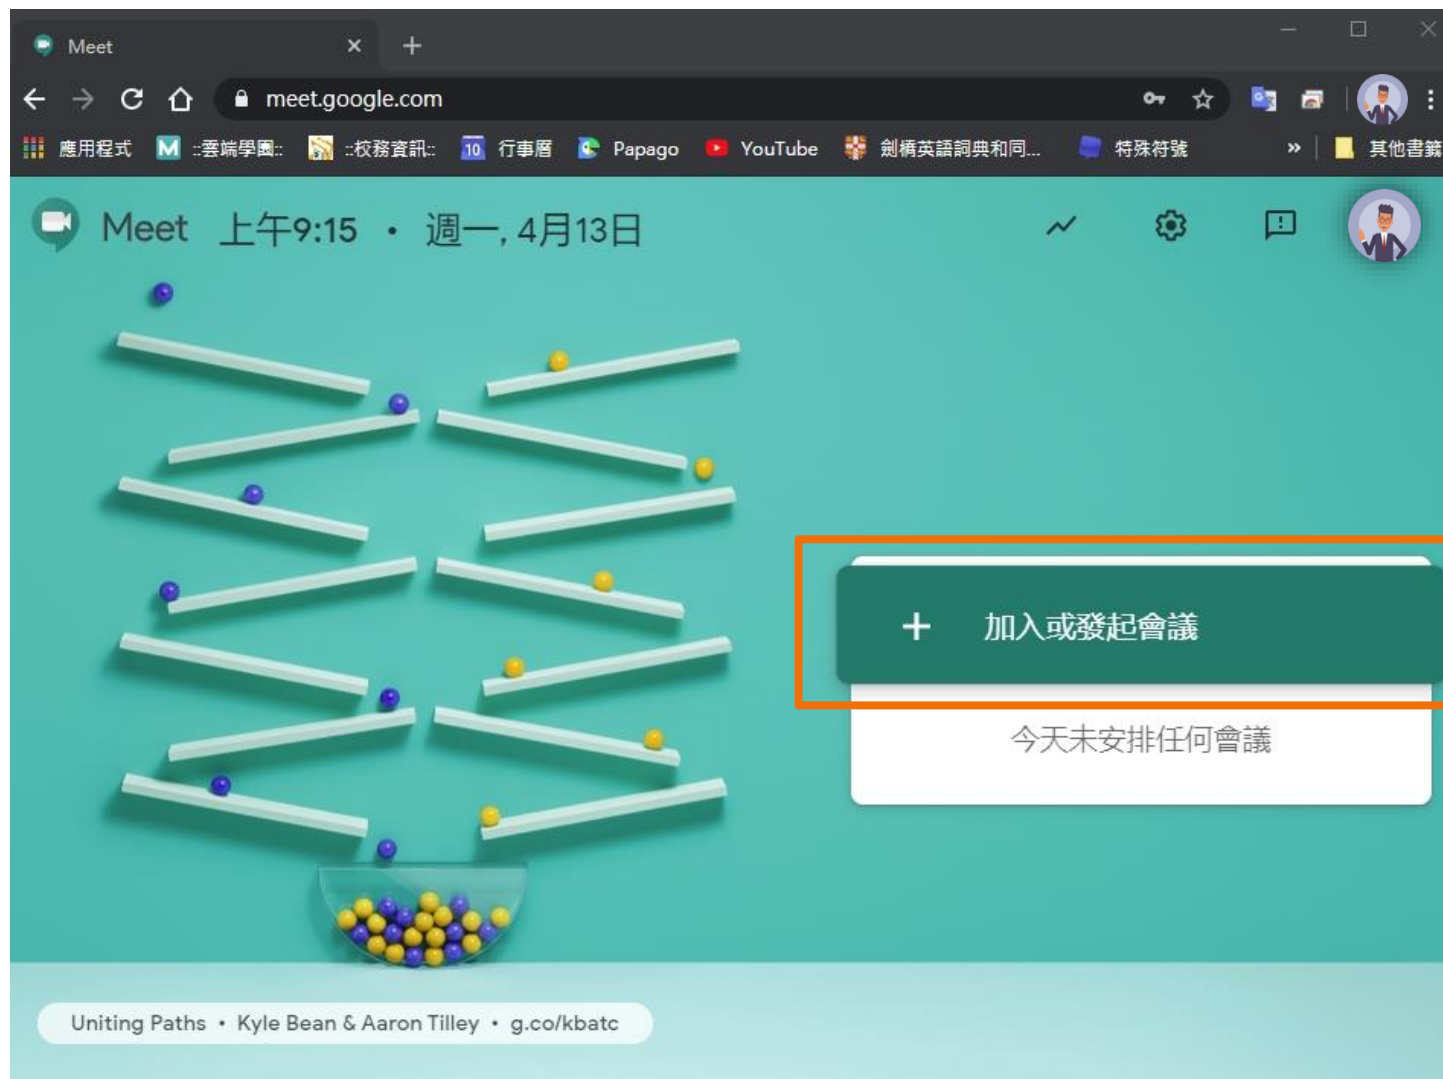 Meet
meet.google.com
應用程式 ::雲端學園:: ::校務資訊:: 10 行事曆 Papago YouTube 劍橋英語詞典和同... 特殊符號 » 其他書籤
Meet 上午9:15 • 週一, 4月13日
+ 加入或發起會議
今天未安排任何會議
Uniting Paths • Kyle Bean & Aaron Tilley • g.co/kbatc